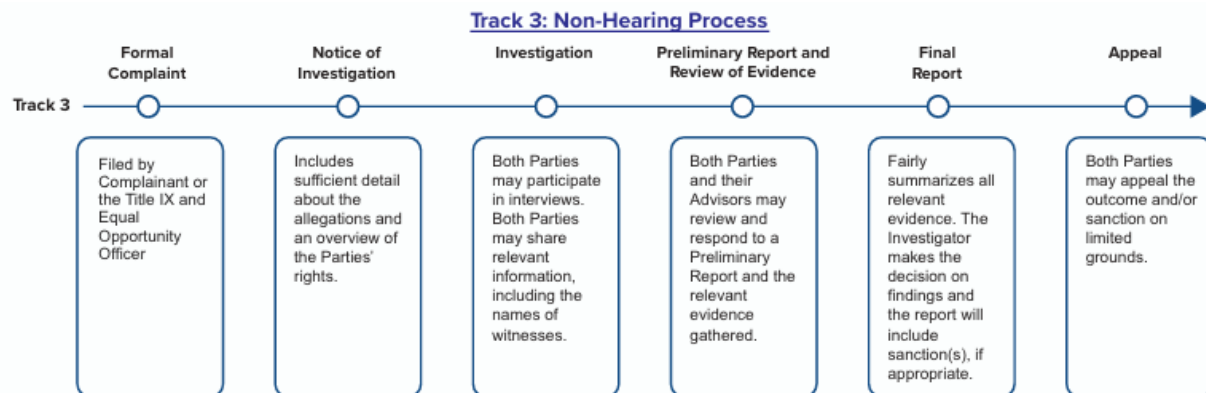 Track 3: Non-Hearing Process
Formal
Complaint
Notice of
Investigation
Investigation
Preliminary Report and
Review of Evidence
Final
Report
Appeal
Track 3
Filed by
Complainant or
the Title IX and
Equal
Opportunity
Officer
Includes
sufficient detail
about the
allegations and
an overview of
the Parties'
rights.
Both Parties
may participate
in interviews.
Both Parties
may share
relevant
information,
including the
names of
witnesses.
Both Parties
and their
Advisors may
review and
respond to a
Preliminary
Report and the
relevant
evidence
gathered.
Fairly
summarizes all
relevant
evidence. The
Investigator
makes the
decision on
findings and
the report will
include
sanction(s), if
appropriate.
Both Parties
may appeal the
outcome and/or
sanction on
limited
grounds.